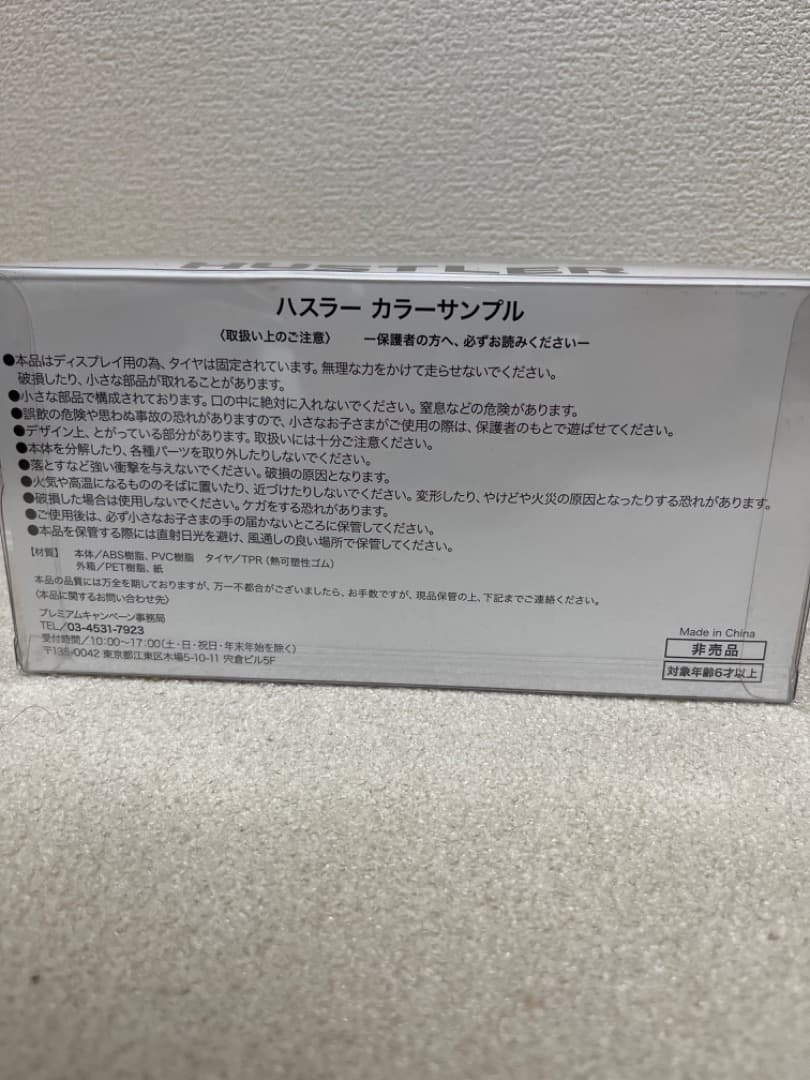 HUSTLER
ハスラー カラーサンプル
〈取扱い上のご注意〉 ー保護者の方へ、必ずお読みくださいー
●本品はディスプレイ用の為、タイヤは固定されています。無理な力をかけて走らせないでください。
破損したり、小さな部品が取れることがあります。
●小さな部品で構成されております。口の中に絶対に入れないでください。窒息などの危険があります。
●誤飲の危険や思わぬ事故の恐れがありますので、小さなお子さまがご使用の際は、保護者のもとで遊ばせてください。
●デザイン上、とがっている部分があります。取扱いには十分ご注意ください。
●本体を分解したり、各種パーツを取り外したりしないでください。
●落とすなど強い衝撃を与えないでください。破損の原因となります。
●火気や高温になるもののそばに置いたり、近づけたりしないでください。変形したり、やけどや火災の原因となったりする恐れがあります。
●破損した場合は使用しないでください。ケガをする恐れがあります。
●ご使用後は、必ず小さなお子さまの手の届かないところに保管してください。
●本品を保管する際には直射日光を避け、風通しの良い場所で保管してください。
【材質】 本体/ABS樹脂、PVC樹脂 タイヤ/TPR(熱可塑性ゴム)
外箱/PET樹脂、紙
本品の品質には万全を期しておりますが、万一不都合がございましたら、お手数ですが、現品保管の上、下記までご連絡ください。
〈本品に関するお問い合わせ先〉
プレミアムキャンペーン事務局
TEL/03-4531-7923
受付時間/10:00〜17:00(土・日・祝日・年末年始を除く)
〒135-0042 東京都江東区木場5-10-11 宍倉ビル5F
Made in China
非売品
対象年齢6才以上